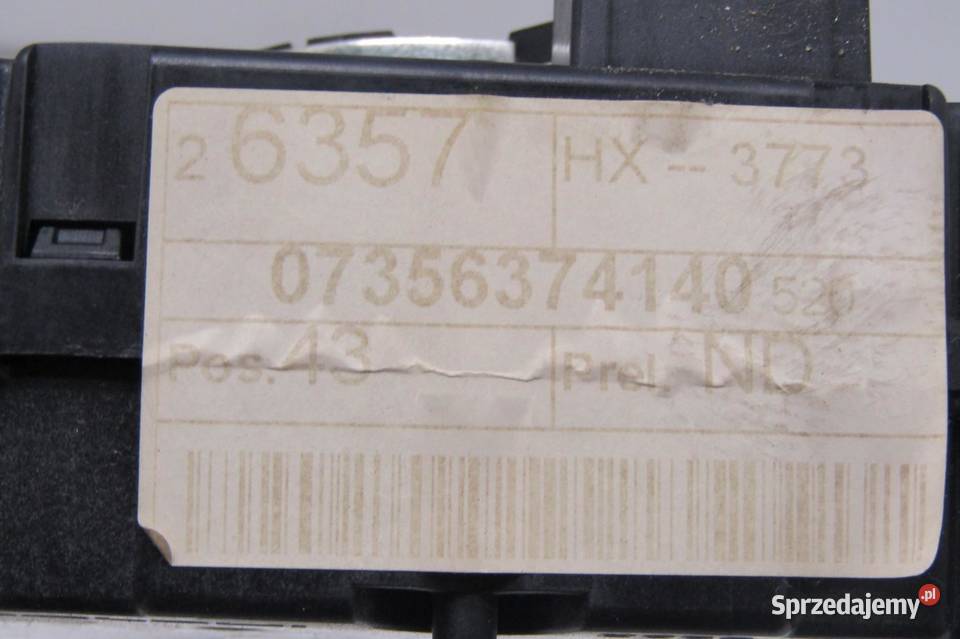 2 6357 HX -- 3773
07356374140 520
Pos. 43 Prel. ND
Sprzedajemy.pl